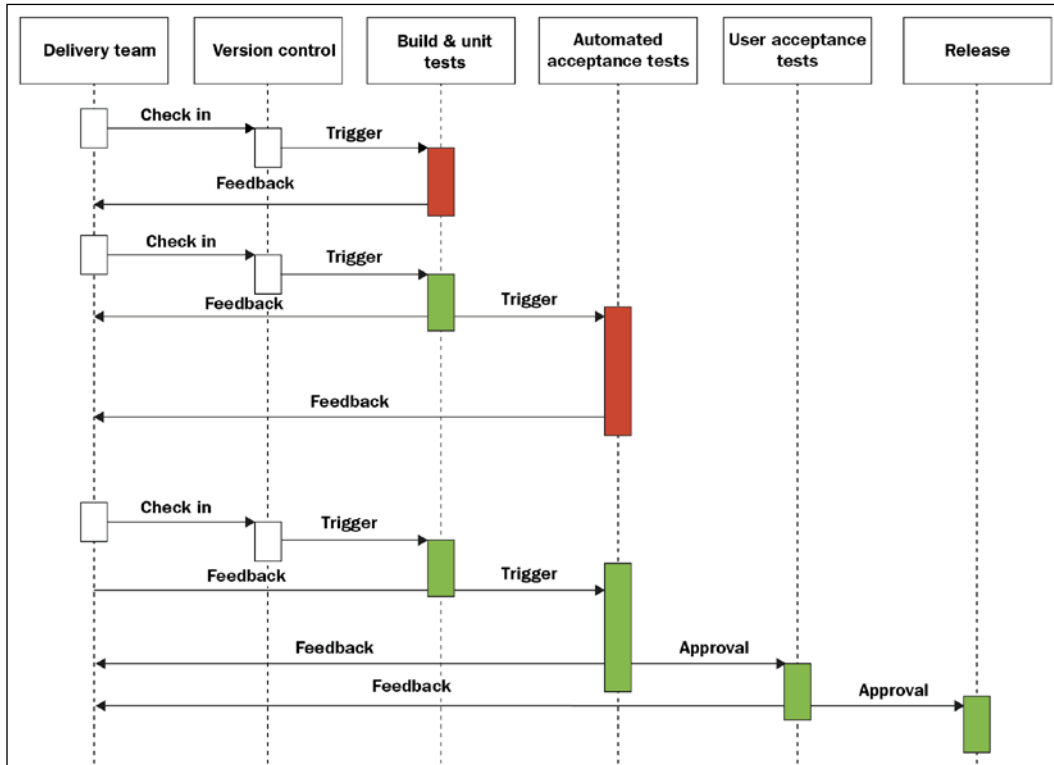 Delivery team
Version control
Build & unit
tests
Automated
acceptance tests
User acceptance
tests
Release
Check in
Trigger
Feedback
Check in
Trigger
Feedback
Trigger
Feedback
Check in
Trigger
Feedback
Trigger
Feedback
Approval
Feedback
Approval